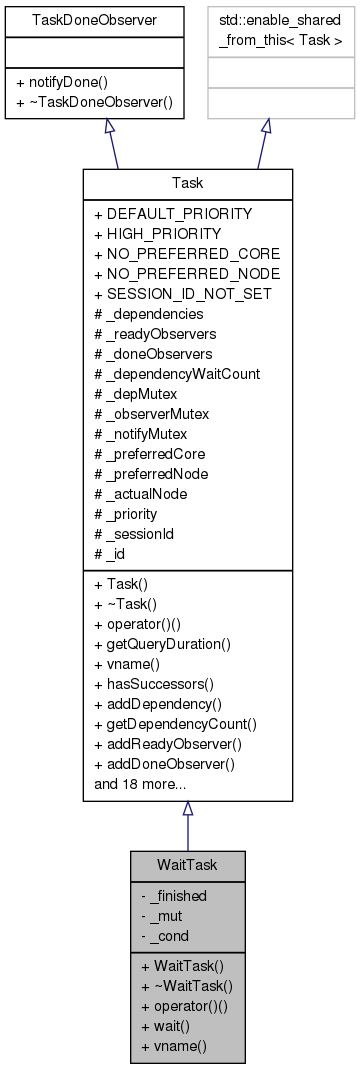 TaskDoneObserver
+ notifyDone()
+ ~TaskDoneObserver()
std::enable_shared
_from_this< Task >
Task
+ DEFAULT_PRIORITY
+ HIGH_PRIORITY
+ NO_PREFERRED_CORE
+ NO_PREFERRED_NODE
+ SESSION_ID_NOT_SET
# _dependencies
# _readyObservers
# _doneObservers
# _dependencyWaitCount
# _depMutex
# _observerMutex
# _notifyMutex
# _preferredCore
# _preferredNode
# _actualNode
# _priority
# _sessionId
# _id
+ Task()
+ ~Task()
+ operator()()
+ getQueryDuration()
+ vname()
+ hasSuccessors()
+ addDependency()
+ getDependencyCount()
+ addReadyObserver()
+ addDoneObserver()
and 18 more...
WaitTask
- _finished
- _mut
- _cond
+ WaitTask()
+ ~WaitTask()
+ operator()()
+ wait()
+ vname()